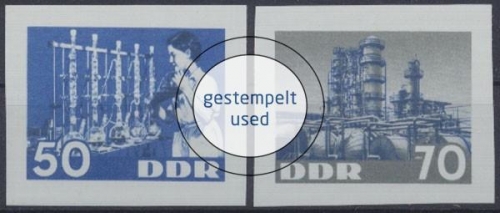 gestempelt
used
50 DDR
DDR 70